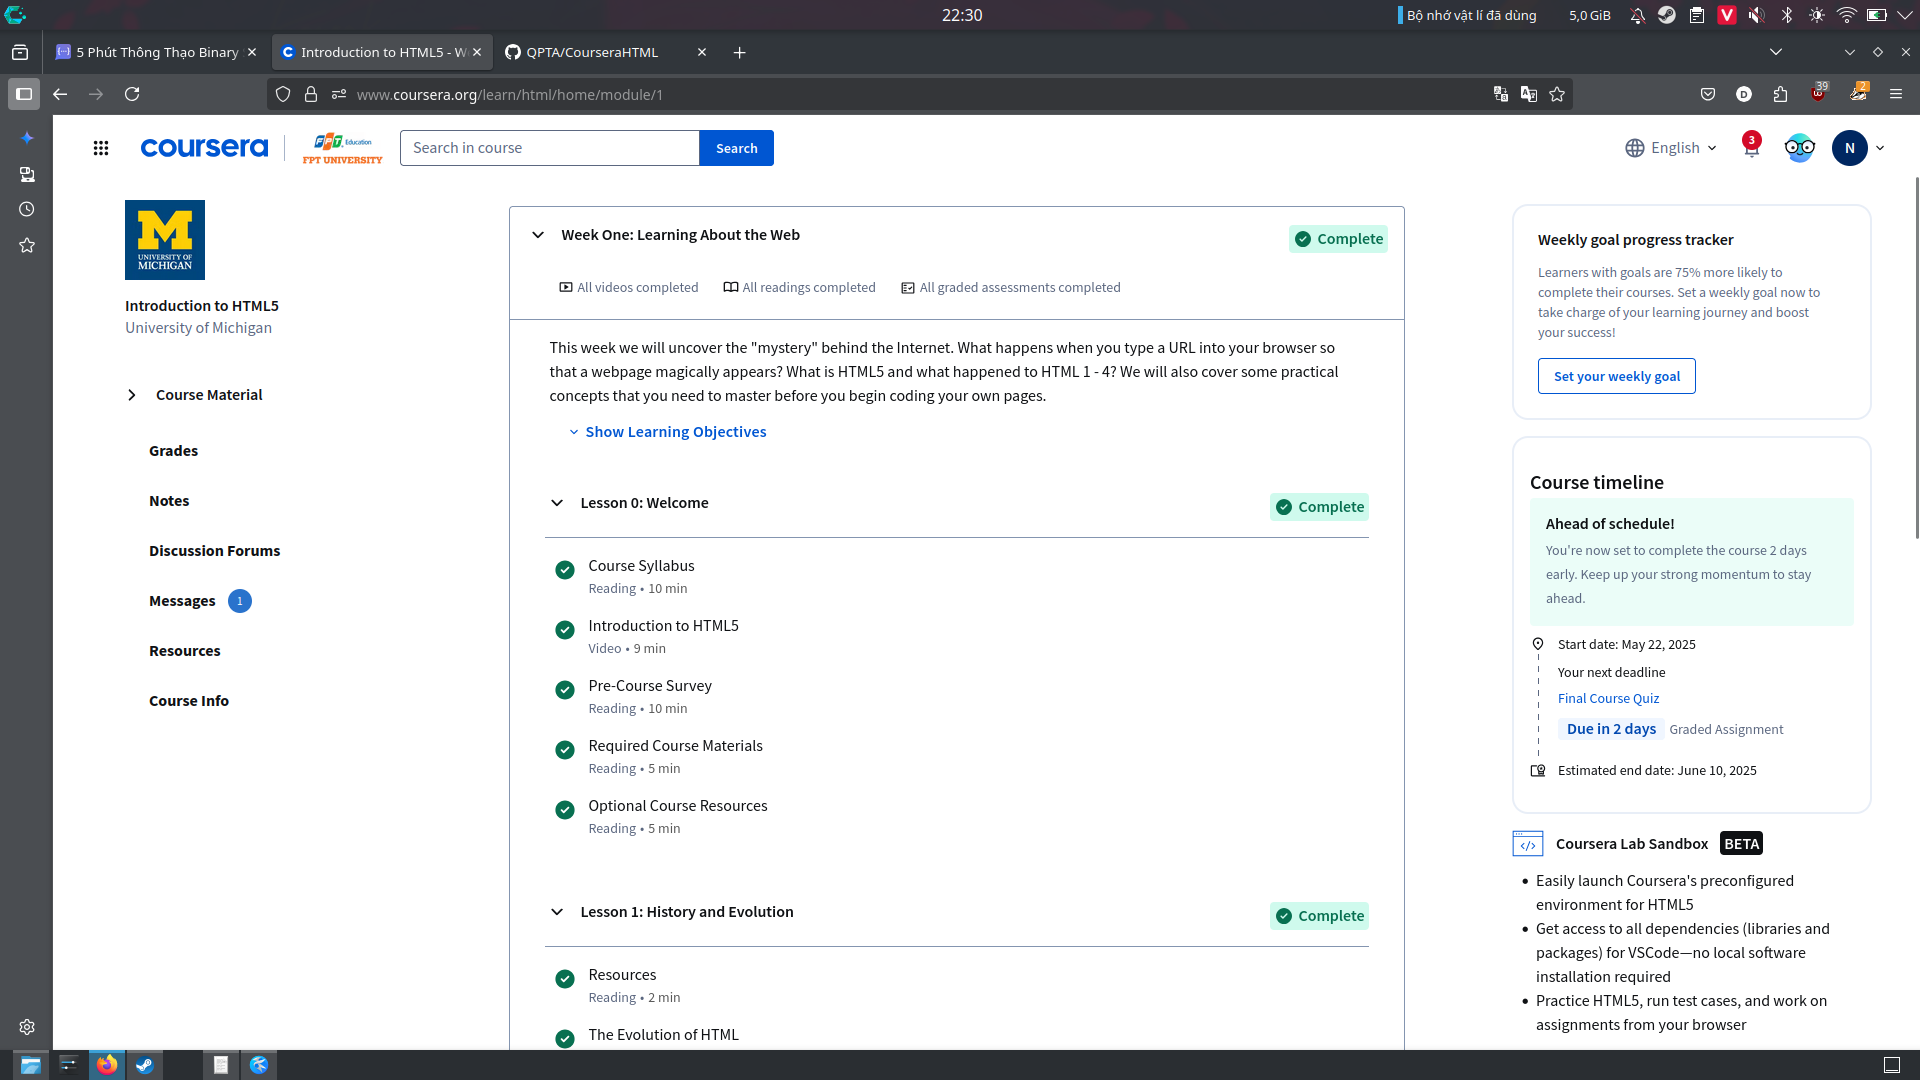 22:30
Bộ nhớ vật lí đã dùng
5,0 GiB
V
5 Phút Thông Thạo Binary
Introduction to HTML5 - W
QPTA/CourseraHTML
www.coursera.org/learn/html/home/module/1
D
39
2
coursera
FPT Education
FPT UNIVERSITY
Search in course
Search
English
3
N
M
UNIVERSITY OF
MICHIGAN
Introduction to HTML5
University of Michigan
Course Material
Grades
Notes
Discussion Forums
Messages 1
Resources
Course Info
Week One: Learning About the Web
Complete
All videos completed
All readings completed
All graded assessments completed
This week we will uncover the "mystery" behind the Internet. What happens when you type a URL into your browser so
that a webpage magically appears? What is HTML5 and what happened to HTML 1 - 4? We will also cover some practical
concepts that you need to master before you begin coding your own pages.
Show Learning Objectives
Lesson 0: Welcome
Complete
Course Syllabus
Reading • 10 min
Introduction to HTML5
Video • 9 min
Pre-Course Survey
Reading • 10 min
Required Course Materials
Reading • 5 min
Optional Course Resources
Reading • 5 min
Lesson 1: History and Evolution
Complete
Resources
Reading • 2 min
The Evolution of HTML
Weekly goal progress tracker
Learners with goals are 75% more likely to
complete their courses. Set a weekly goal now to
take charge of your learning journey and boost
your success!
Set your weekly goal
Course timeline
Ahead of schedule!
You're now set to complete the course 2 days
early. Keep up your strong momentum to stay
ahead.
Start date: May 22, 2025
Your next deadline
Final Course Quiz
Due in 2 days Graded Assignment
Estimated end date: June 10, 2025
Coursera Lab Sandbox BETA
• Easily launch Coursera's preconfigured
environment for HTML5
• Get access to all dependencies (libraries and
packages) for VSCode—no local software
installation required
• Practice HTML5, run test cases, and work on
assignments from your browser